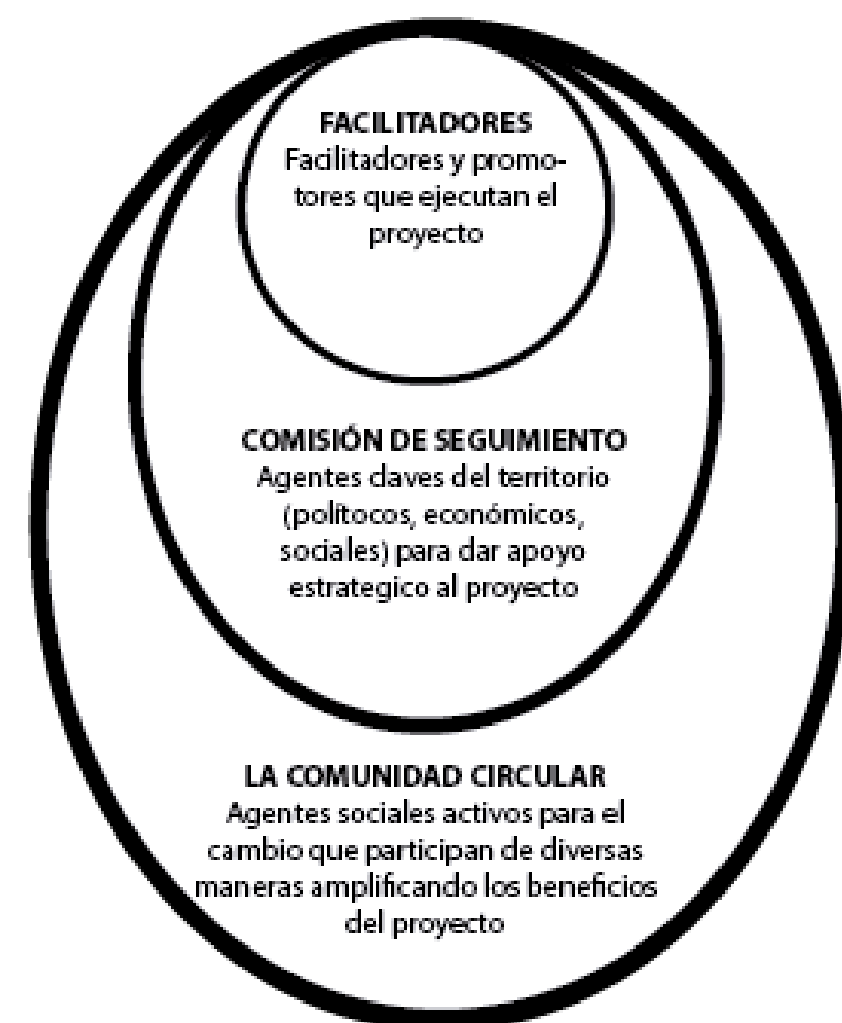 FACILITADORES
Facilitadores y promo-
tores que ejecutan el
proyecto
COMISIÓN DE SEGUIMIENTO
Agentes claves del territorio
(polítocos, económicos,
sociales) para dar apoyo
estrategico al proyecto
LA COMUNIDAD CIRCULAR
Agentes sociales activos para el
cambio que participan de diversas
maneras amplificando los beneficios
del proyecto